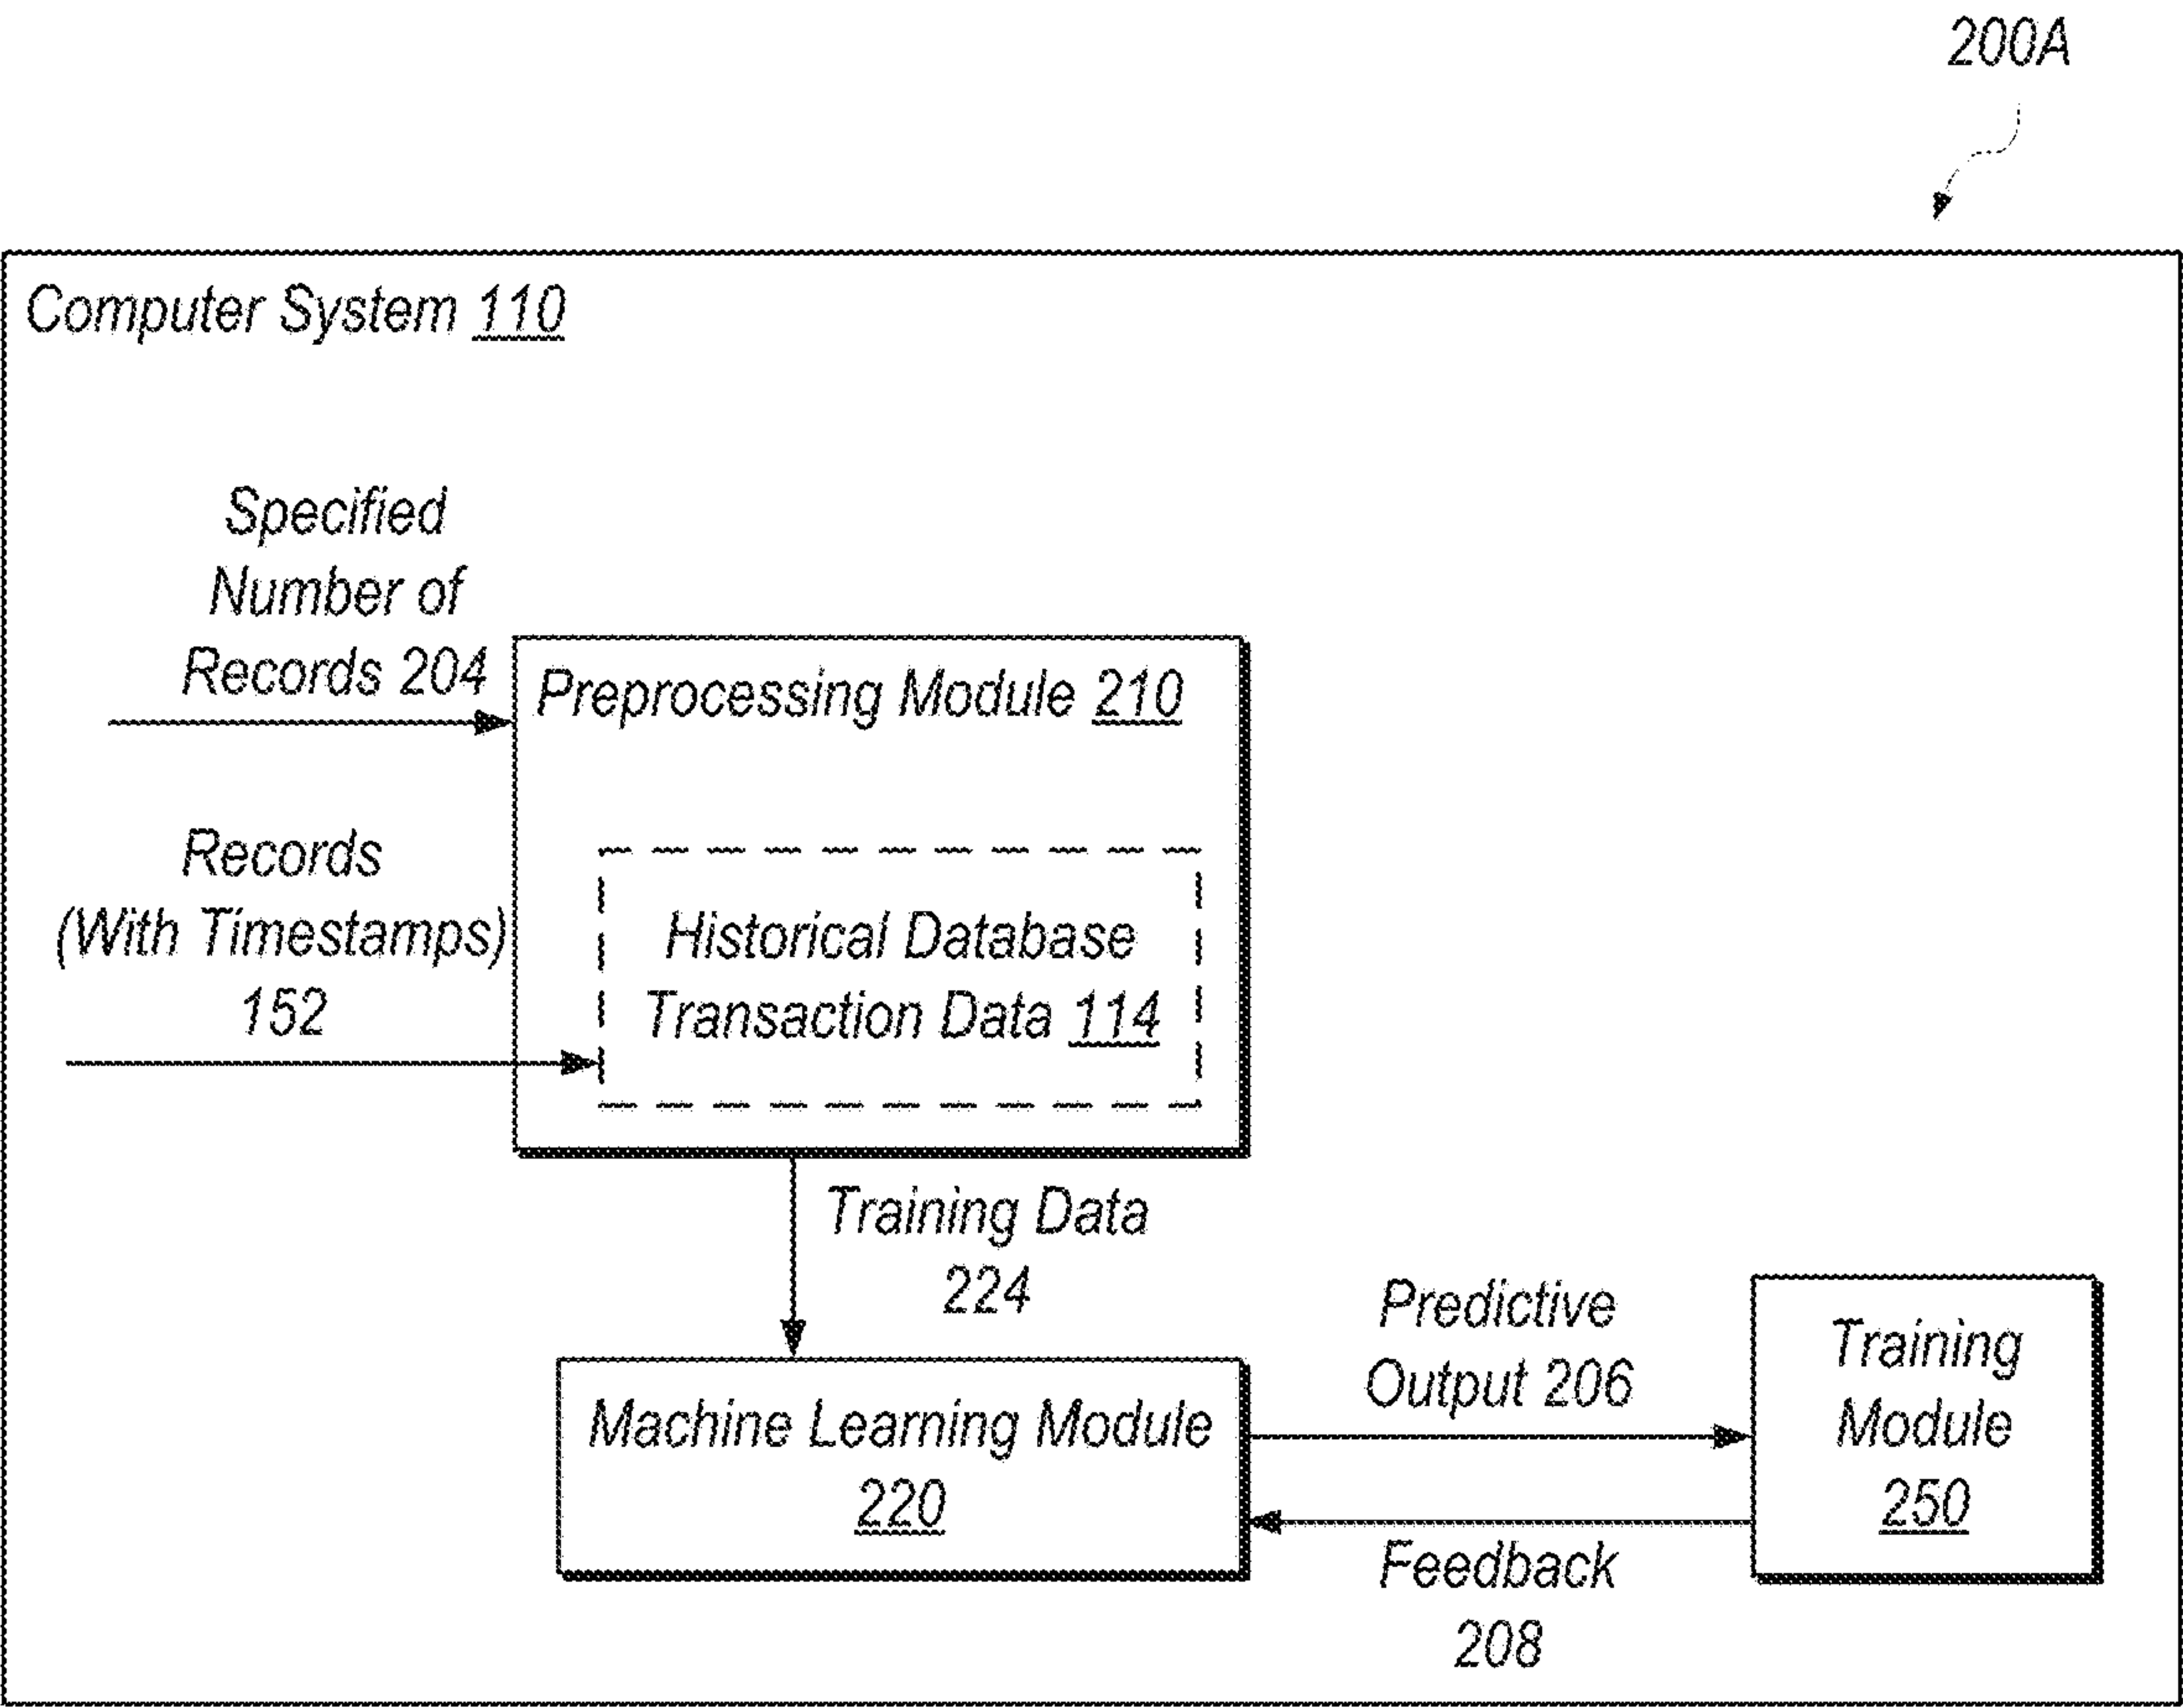 200A
Computer System 110
Specified
Number of
Records 204
Preprocessing Module 210
Records
(With Timestamps)
152
Historical Database
Transaction Data 114
Training Data
224
Machine Learning Module
220
Predictive
Output 206
Training
Module
250
Feedback
208